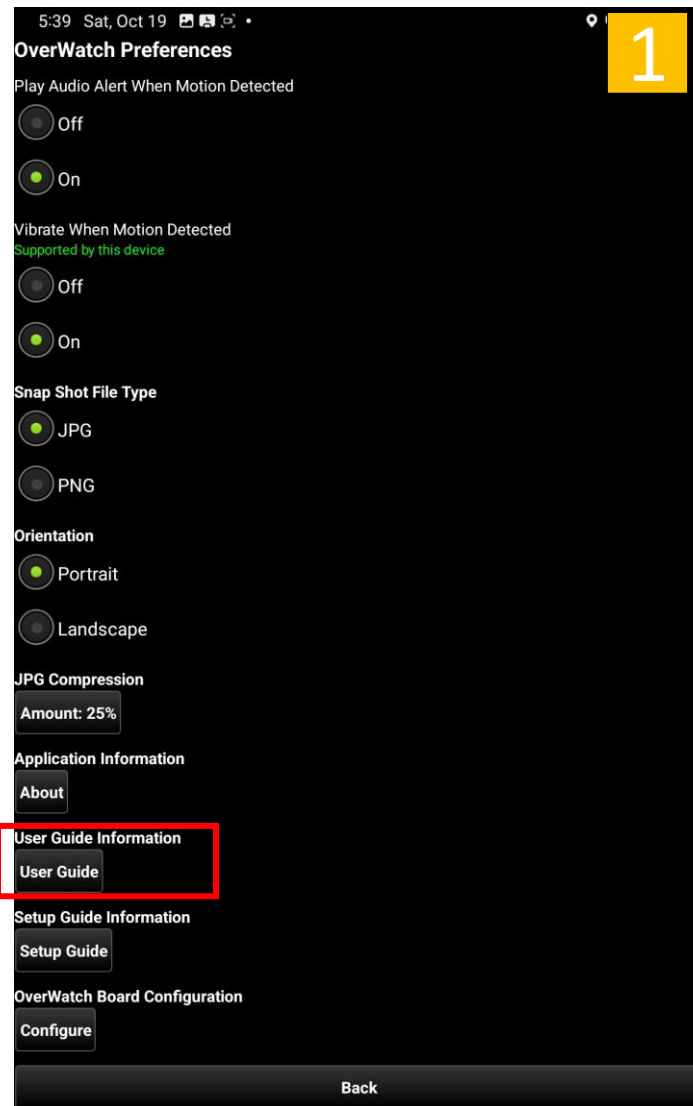 5:39 Sat, Oct 19
1
OverWatch Preferences
Play Audio Alert When Motion Detected
Off
On
Vibrate When Motion Detected
Supported by this device
Off
On
Snap Shot File Type
JPG
PNG
Orientation
Portrait
Landscape
JPG Compression
Amount: 25%
Application Information
About
User Guide Information
User Guide
Setup Guide Information
Setup Guide
OverWatch Board Configuration
Configure
Back